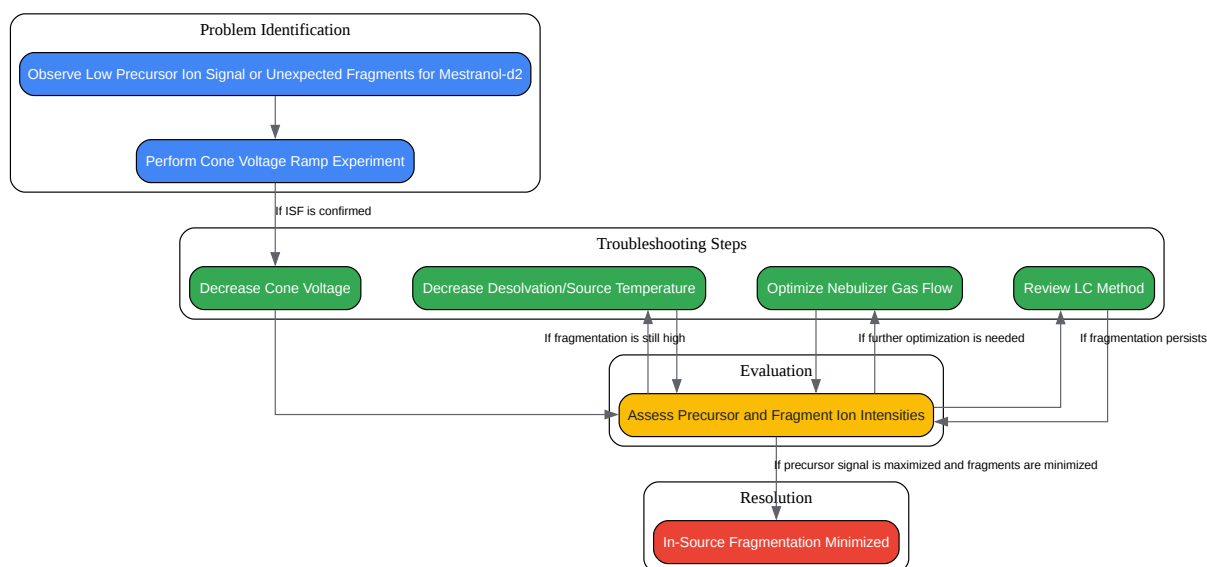 Problem Identification
Observe Low Precursor Ion Signal or Unexpected Fragments for Mestranol-d2
Perform Cone Voltage Ramp Experiment
If ISF is confirmed
Troubleshooting Steps
Decrease Cone Voltage
Decrease Desolvation/Source Temperature
Optimize Nebulizer Gas Flow
Review LC Method
If fragmentation is still high
If further optimization is needed
If fragmentation persists
Evaluation
Assess Precursor and Fragment Ion Intensities
If precursor signal is maximized and fragments are minimized
Resolution
In-Source Fragmentation Minimized